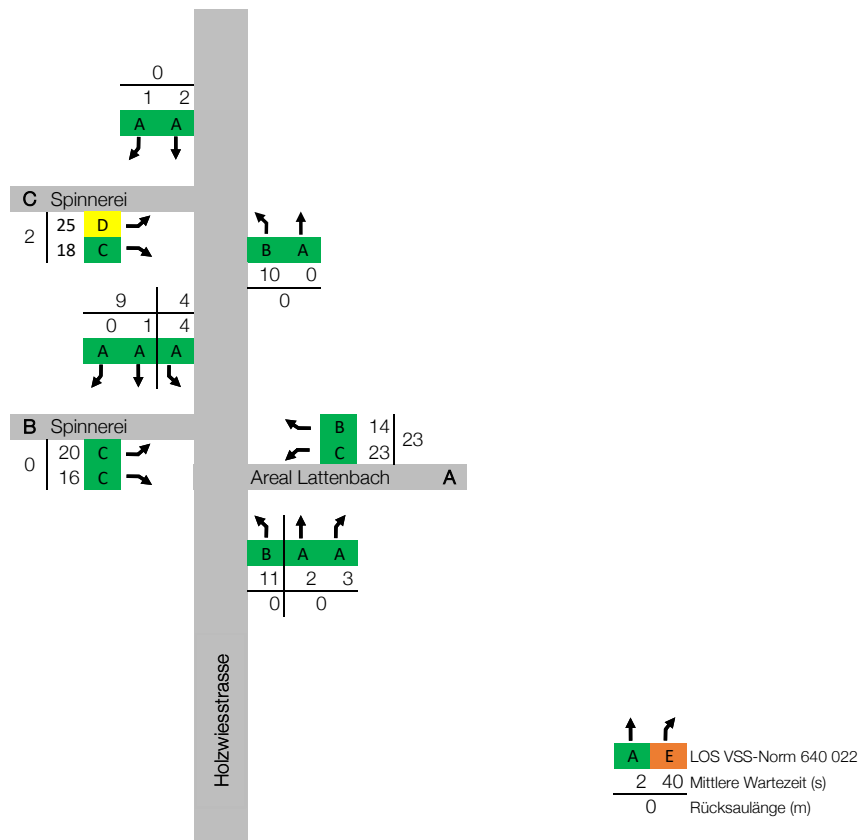 0
1 2
A A
C Spinnerei
2 25 D
18 C
B A
10 0
0
9 4
0 1 4
A A A
B Spinnerei
0 20 C
16 C
B 14 23
C 23
Areal Lattenbach A
B A A
11 2 3
0 0
Holzwiesstrasse
A E LOS VSS-Norm 640 022
2 40 Mittlere Wartezeit (s)
0 Rücksaulänge (m)